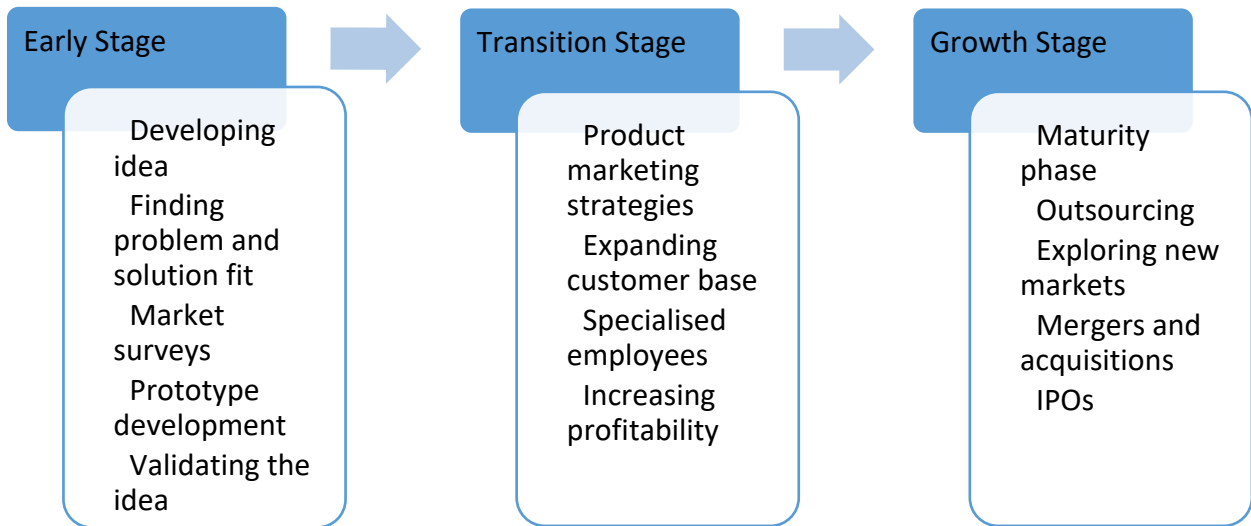 Early Stage
Developing
idea
Finding
problem and
solution fit
Market
surveys
Prototype
development
Validating the
idea
Transition Stage
Product
marketing
strategies
Expanding
customer base
Specialised
employees
Increasing
profitability
Growth Stage
Maturity
phase
Outsourcing
Exploring new
markets
Mergers and
acquisitions
IPOs